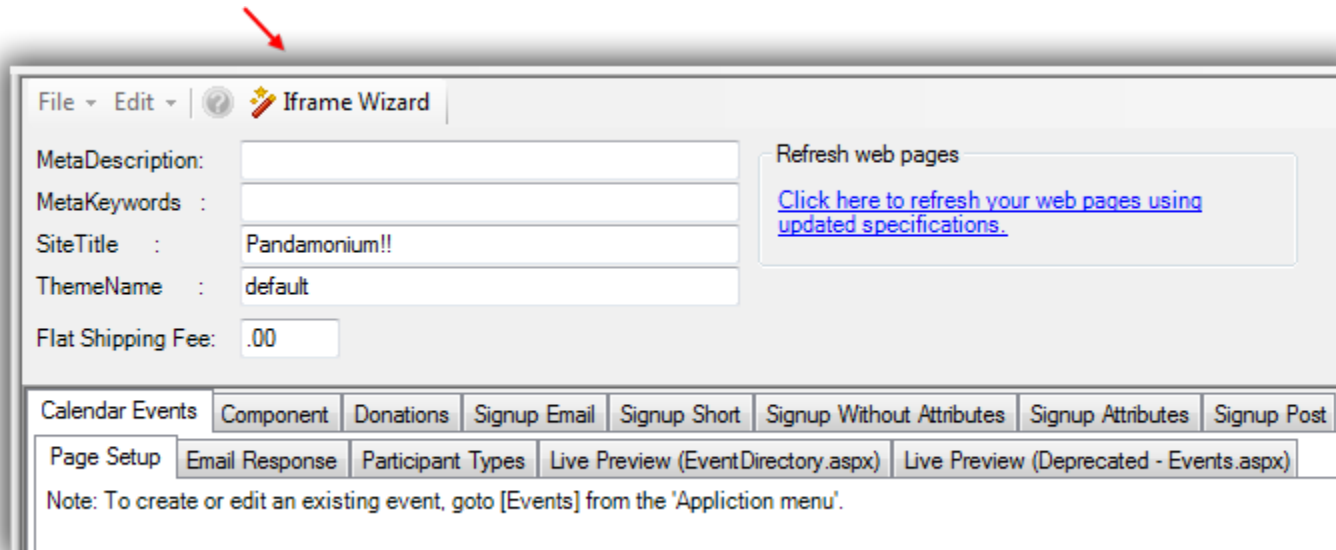 File Edit Iframe Wizard
MetaDescription:
MetaKeywords :
SiteTitle : Pandamonium!!
ThemeName : default
Flat Shipping Fee: .00
Refresh web pages
Click here to refresh your web pages using
updated specifications.
Calendar Events Component Donations Signup Email Signup Short Signup Without Attributes Signup Attributes Signup Post
Page Setup Email Response Participant Types Live Preview (EventDirectory.aspx) Live Preview (Deprecated - Events.aspx)
Note: To create or edit an existing event, goto [Events] from the 'Appliction menu'.